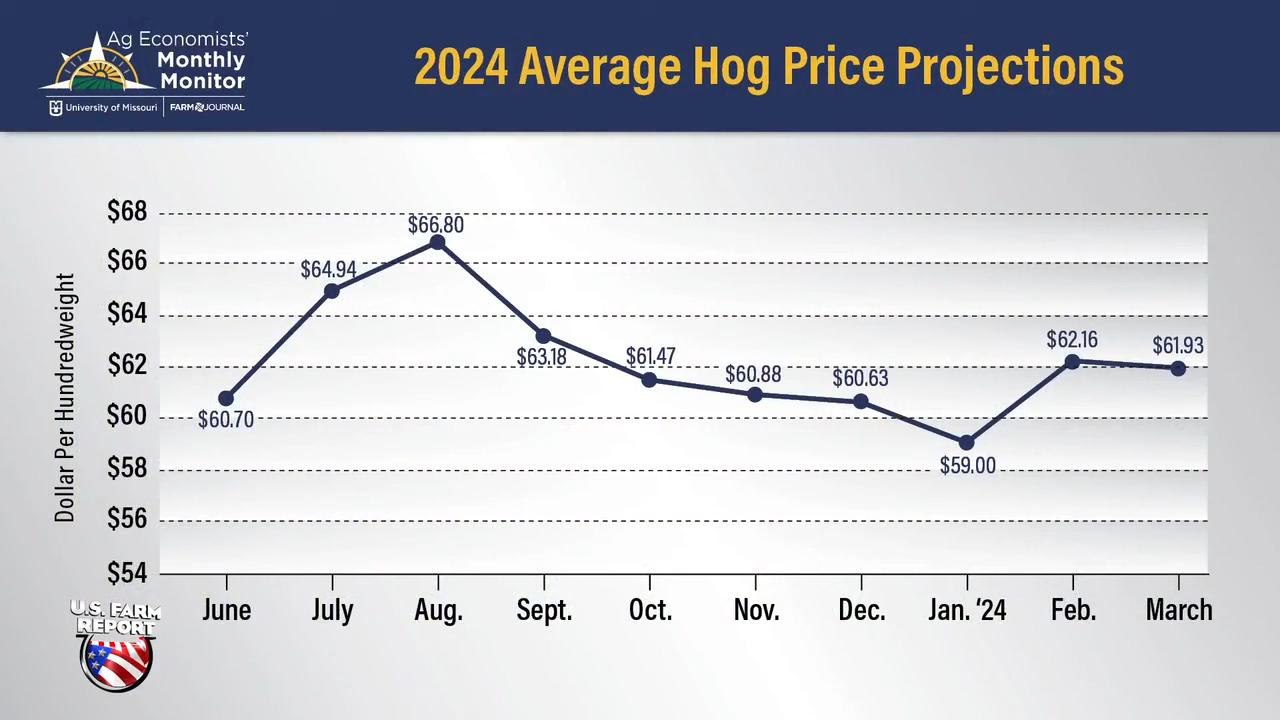 Ag Economists'
Monthly
Monitor
University of Missouri | FARM JOURNAL
2024 Average Hog Price Projections
Dollar Per Hundredweight
$68
$66
$64
$62
$60
$58
$56
$54
$60.70
$64.94
$66.80
$63.18
$61.47
$60.88
$60.63
$59.00
$62.16
$61.93
June
July
Aug.
Sept.
Oct.
Nov.
Dec.
Jan. ‘24
Feb.
March
U.S. FARM
REPORT